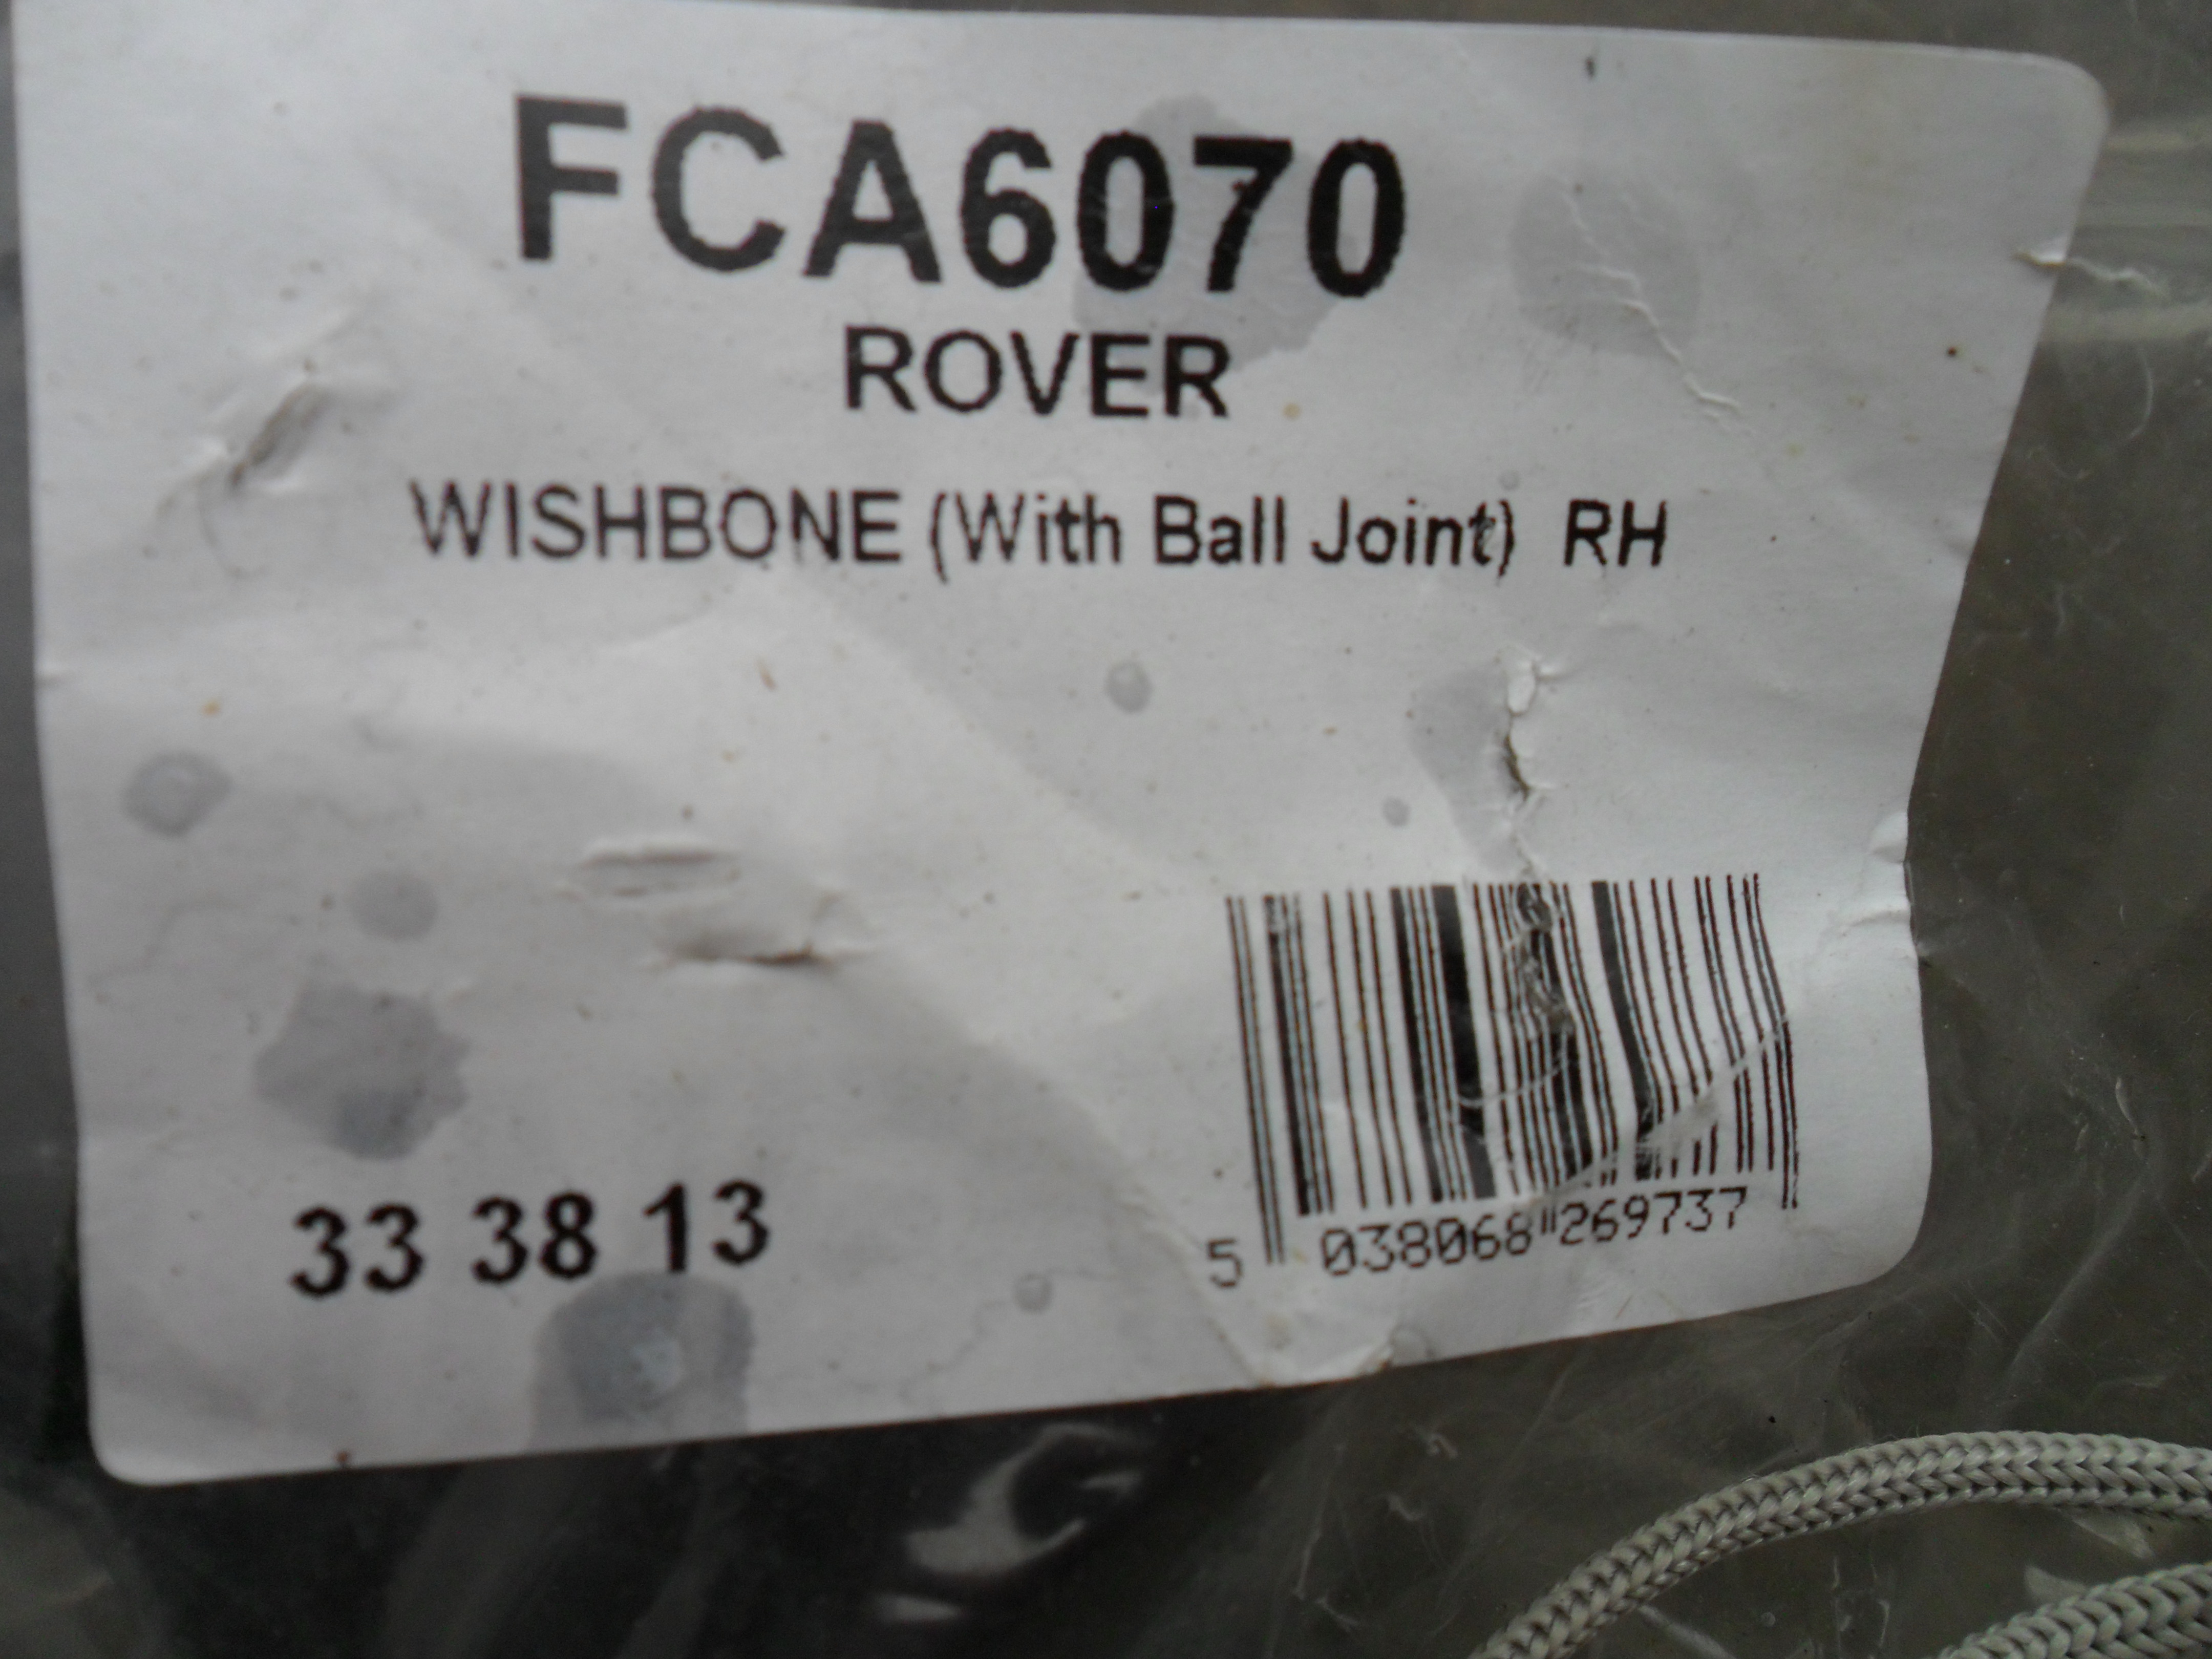 FCA6070
ROVER
WISHBONE (With Ball Joint) RH
33 38 13
5 038068 269737